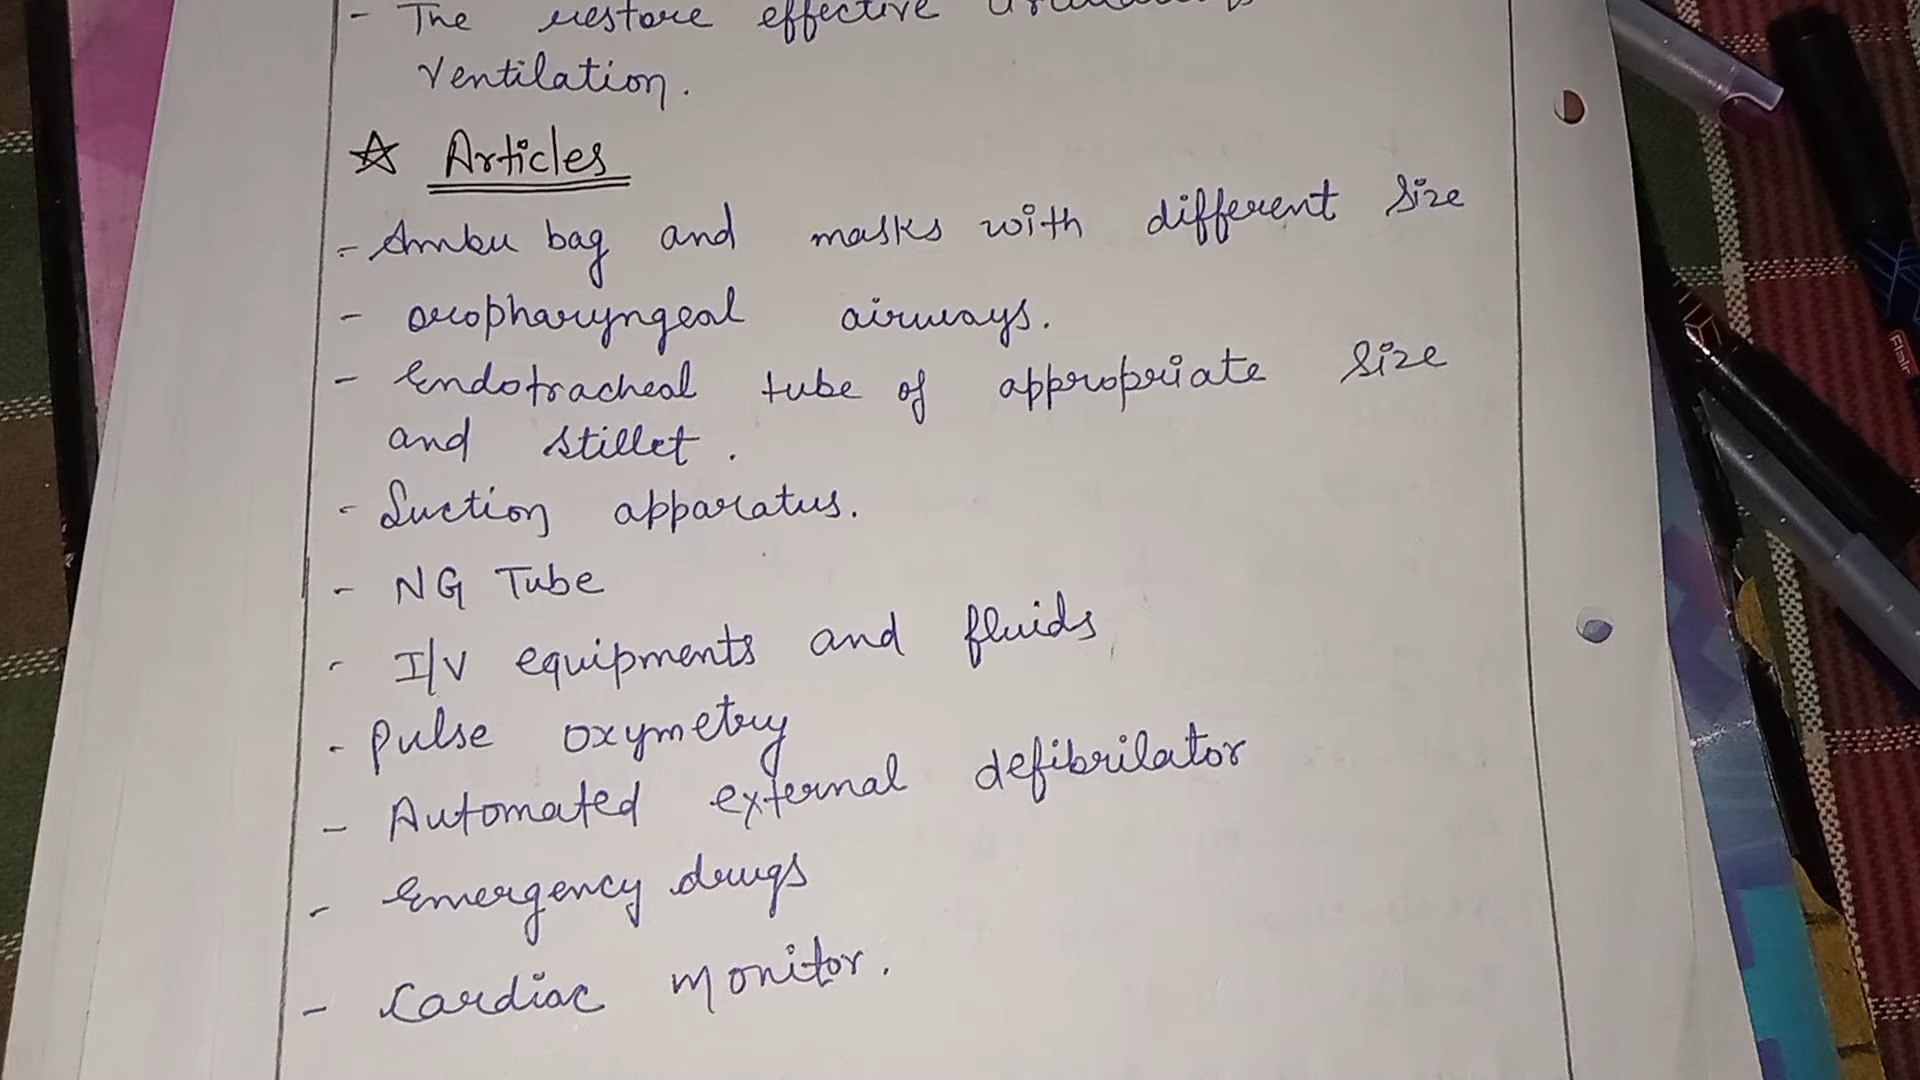 - The restore effective
Ventilation.
☆ Articles
- Ambu bag and masks with different size
- oropharyngeal airways.
- Endotracheal tube of appropriate size
and stillet.
- Suction apparatus.
- NG Tube
- I/V equipments and fluids
- Pulse oxymetry
- Automated external defibrilator
- Emergency drugs
- Cardiac monitor.
Flair